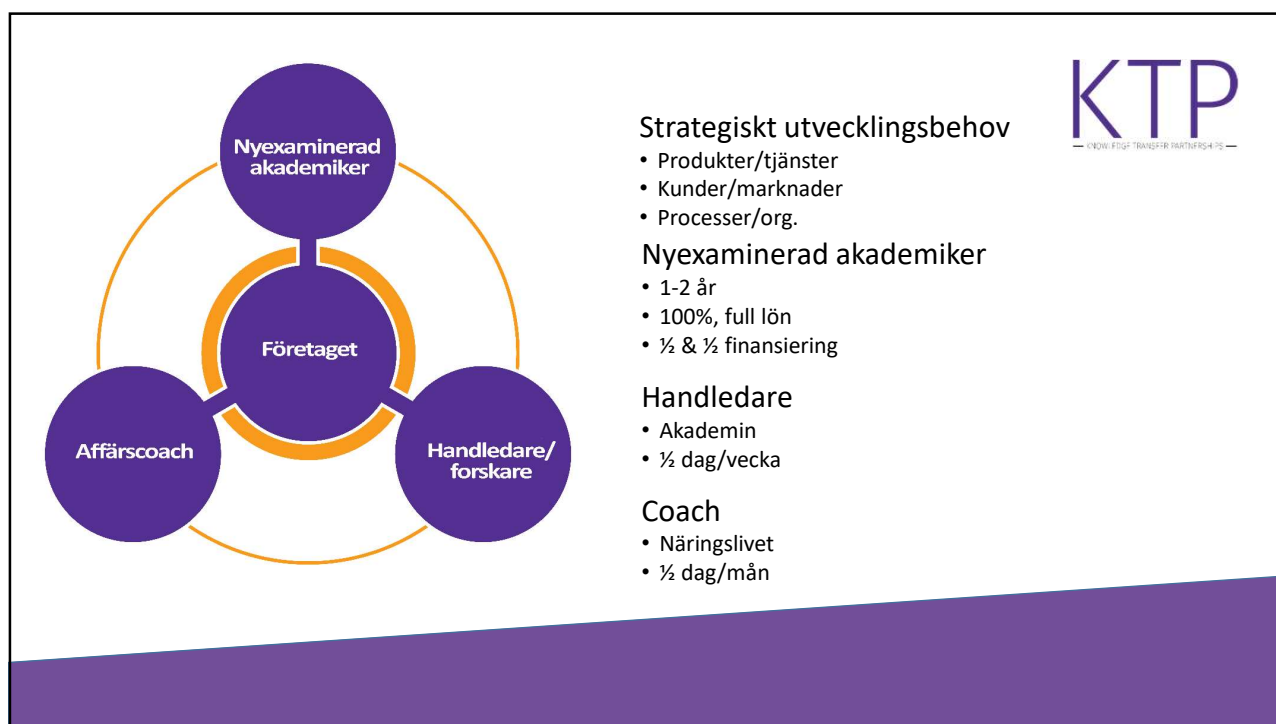 Nyexaminerad
akademiker
Företaget
Affärscoach
Handledare/
forskare
KTP
KNOWLEDGE TRANSFER PARTNERSHIPS
Strategiskt utvecklingsbehov
• Produkter/tjänster
• Kunder/marknader
• Processer/org.
Nyexaminerad akademiker
• 1-2 år
• 100%, full lön
• ½ & ½ finansiering
Handledare
• Akademin
• ½ dag/vecka
Coach
• Näringslivet
• ½ dag/mån